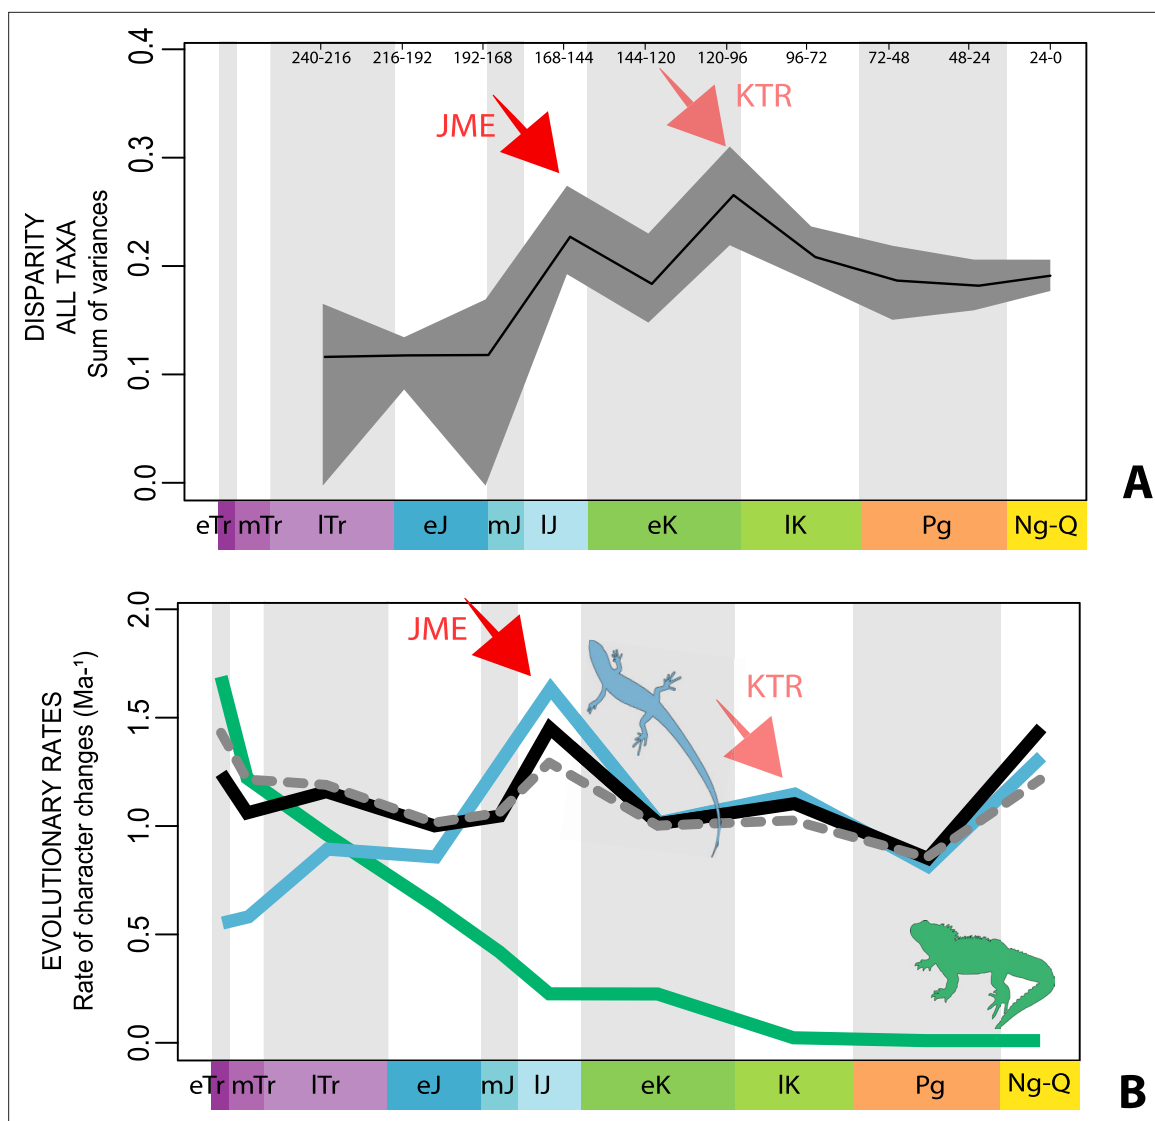 0.4
0.3
0.2
0.1
0.0
240-216 216-192 192-168 168-144 144-120 120-96 96-72 72-48 48-24 24-0
JME
KTR
DISPARITY
ALL TAXA
Sum of variances
A
eTr mTr lTr eJ mJ lJ eK lK Pg Ng-Q
2.0
1.5
1.0
0.5
0.0
JME
KTR
EVOLUTIONARY RATES
Rate of character changes (Ma-¹)
eTr mTr lTr eJ mJ lJ eK lK Pg Ng-Q
B